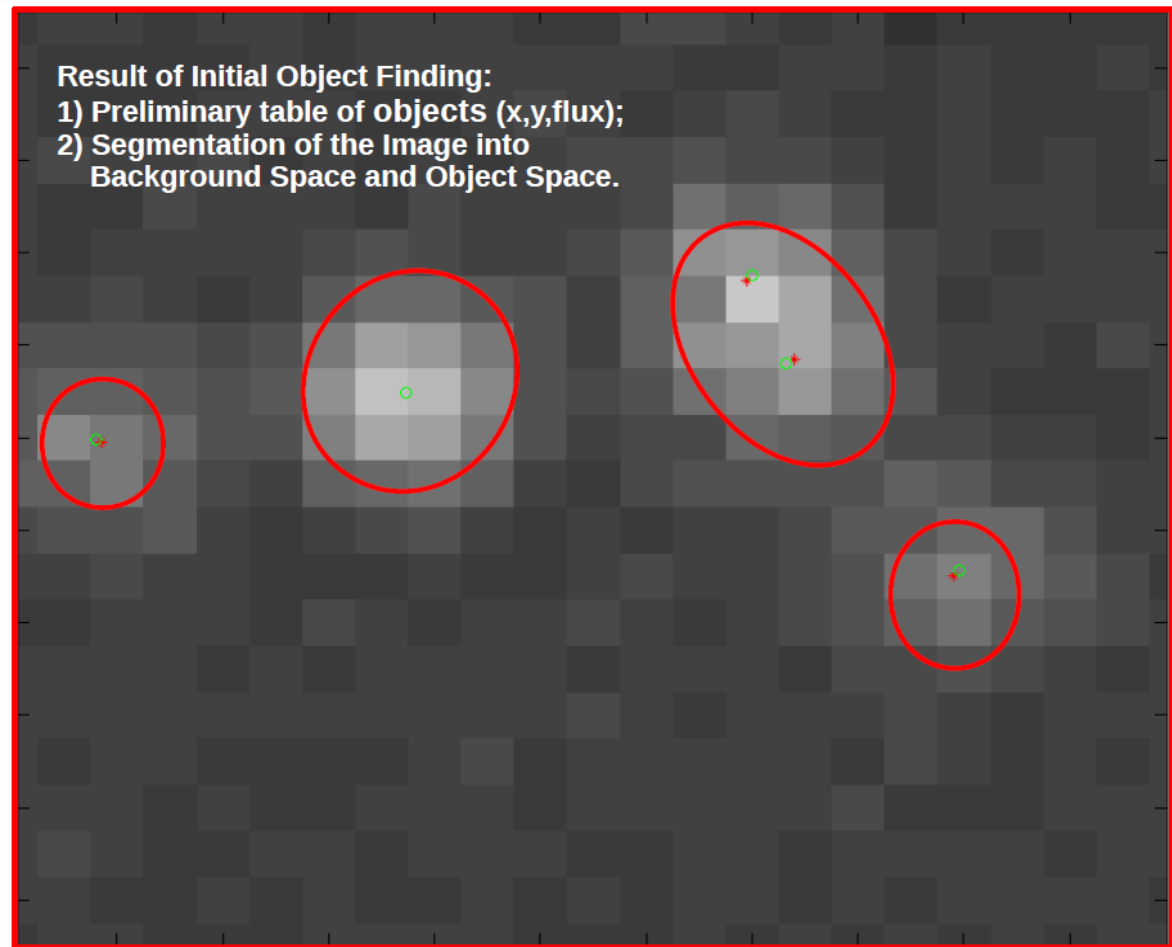 Result of Initial Object Finding:
1) Preliminary table of objects (x,y,flux);
2) Segmentation of the Image into
Background Space and Object Space.